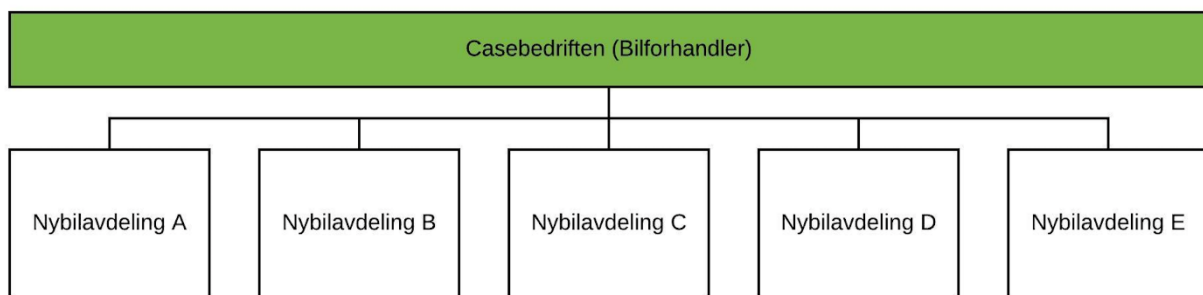 Casebedriften (Bilforhandler)
Nybilavdeling A
Nybilavdeling B
Nybilavdeling C
Nybilavdeling D
Nybilavdeling E